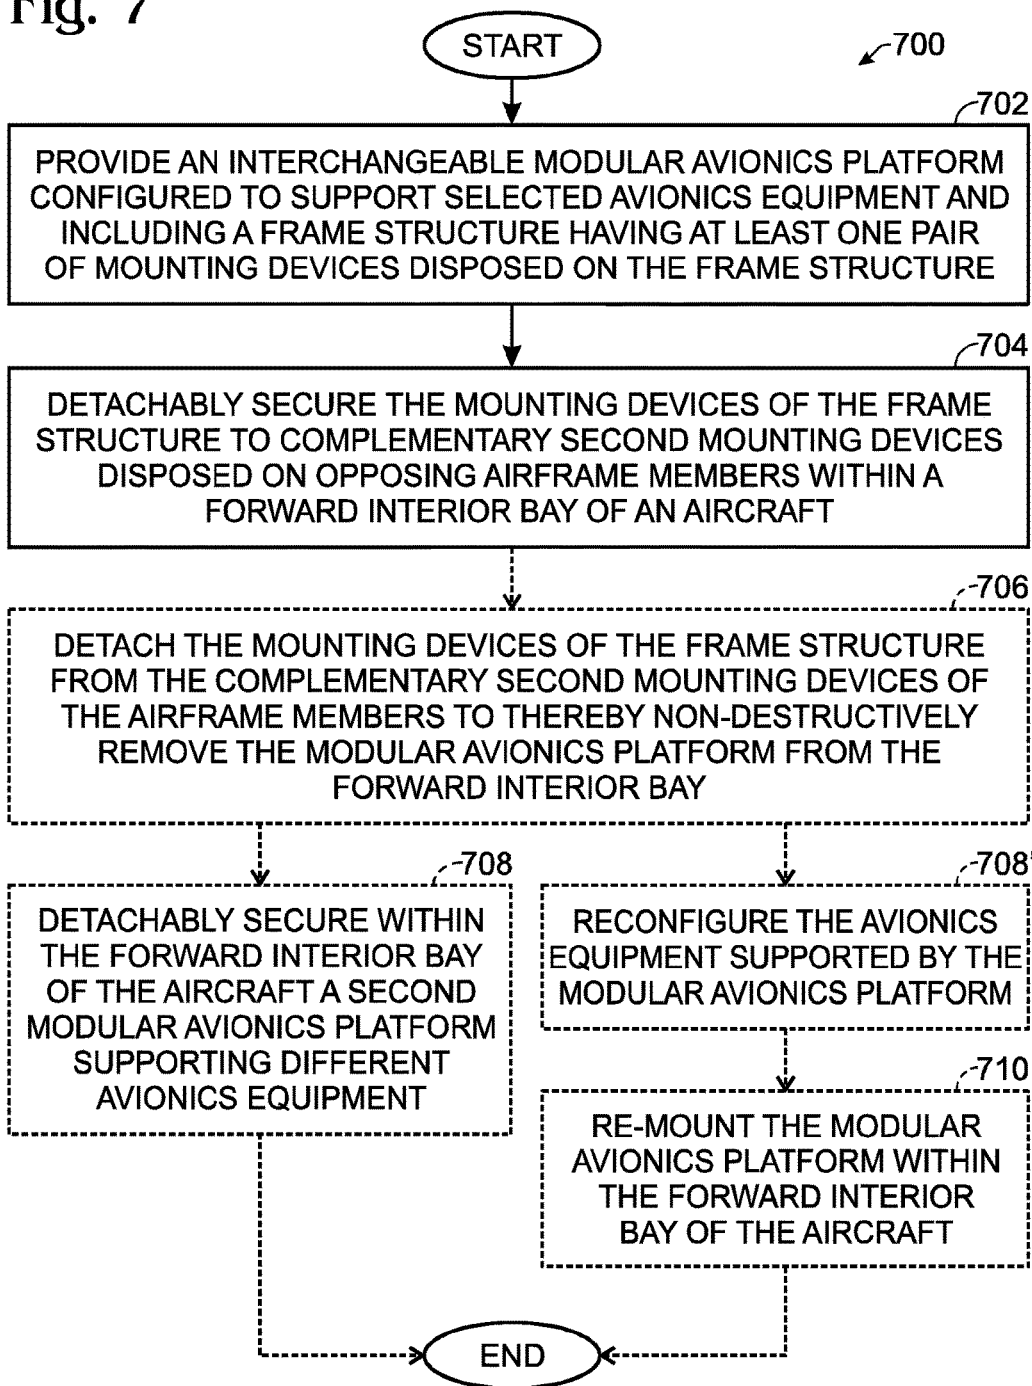 Fig. 7
START
700
702
PROVIDE AN INTERCHANGEABLE MODULAR AVIONICS PLATFORM
CONFIGURED TO SUPPORT SELECTED AVIONICS EQUIPMENT AND
INCLUDING A FRAME STRUCTURE HAVING AT LEAST ONE PAIR
OF MOUNTING DEVICES DISPOSED ON THE FRAME STRUCTURE
704
DETACHABLY SECURE THE MOUNTING DEVICES OF THE FRAME
STRUCTURE TO COMPLEMENTARY SECOND MOUNTING DEVICES
DISPOSED ON OPPOSING AIRFRAME MEMBERS WITHIN A
FORWARD INTERIOR BAY OF AN AIRCRAFT
706
DETACH THE MOUNTING DEVICES OF THE FRAME STRUCTURE
FROM THE COMPLEMENTARY SECOND MOUNTING DEVICES OF
THE AIRFRAME MEMBERS TO THEREBY NON-DESTRUCTIVELY
REMOVE THE MODULAR AVIONICS PLATFORM FROM THE
FORWARD INTERIOR BAY
708
DETACHABLY SECURE WITHIN
THE FORWARD INTERIOR BAY
OF THE AIRCRAFT A SECOND
MODULAR AVIONICS PLATFORM
SUPPORTING DIFFERENT
AVIONICS EQUIPMENT
708'
RECONFIGURE THE AVIONICS
EQUIPMENT SUPPORTED BY THE
MODULAR AVIONICS PLATFORM
710
RE-MOUNT THE MODULAR
AVIONICS PLATFORM WITHIN
THE FORWARD INTERIOR
BAY OF THE AIRCRAFT
END